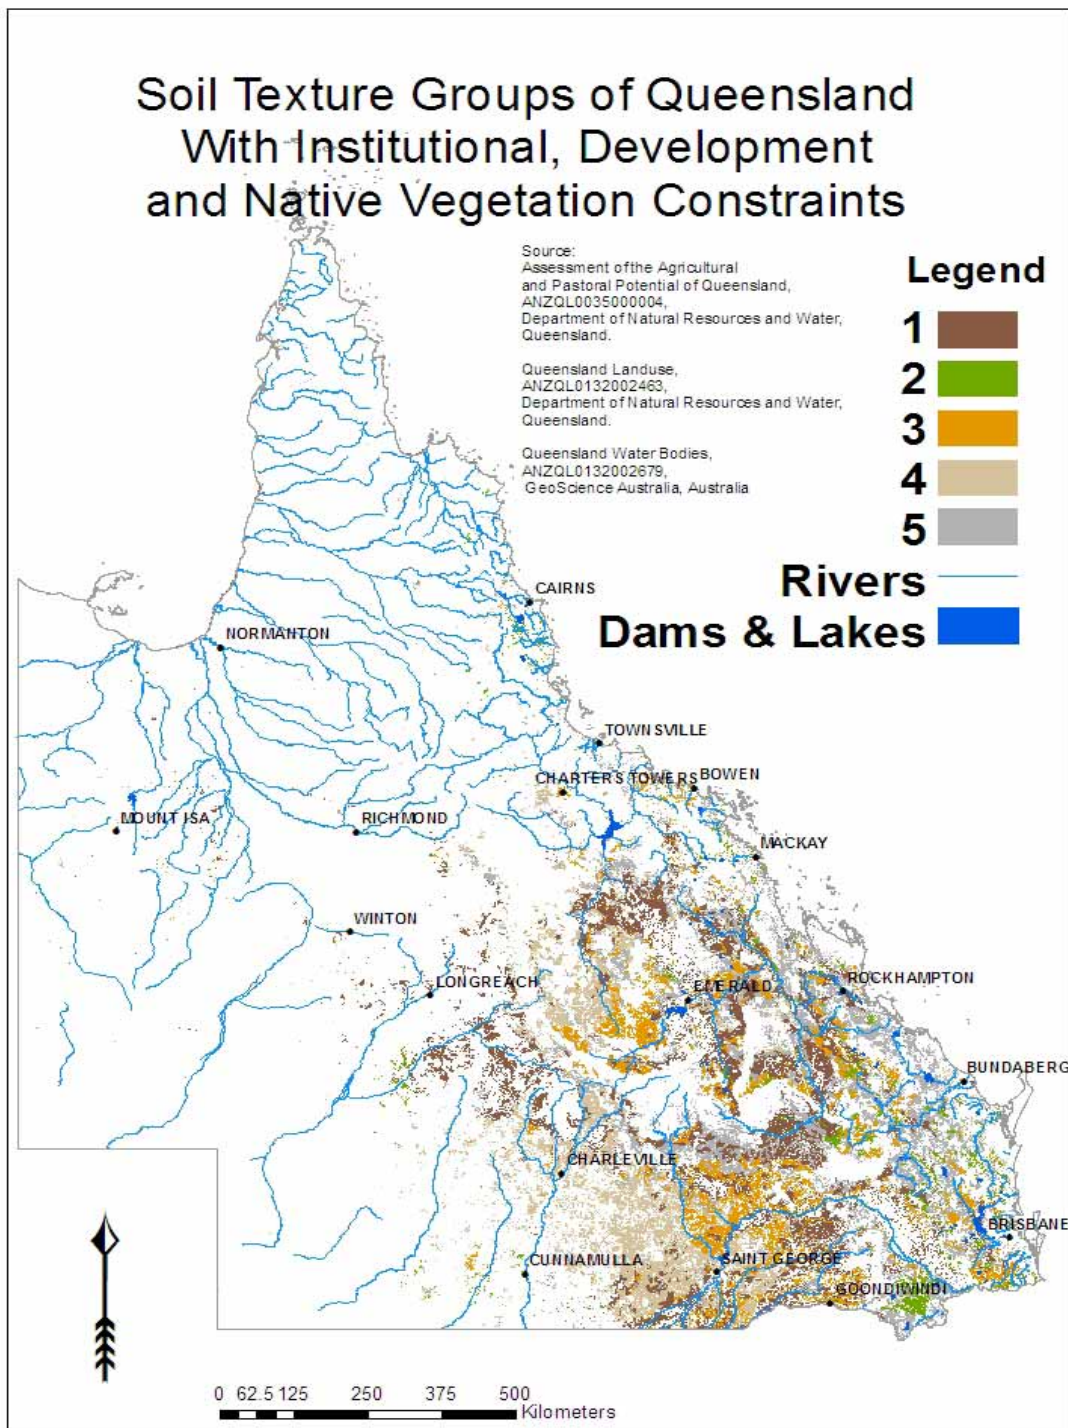 Soil Texture Groups of Queensland
With Institutional, Development
and Native Vegetation Constraints
Source:
Assessment of the Agricultural
and Pastoral Potential of Queensland,
ANZQL0035000004,
Department of Natural Resources and Water,
Queensland.
Queensland Landuse,
ANZQL0132002463,
Department of Natural Resources and Water,
Queensland.
Queensland Water Bodies,
ANZQL0132002679,
GeoScience Australia, Australia
Legend
1
2
3
4
5
Rivers
Dams & Lakes
CAIRNS
NORMANTON
TOWNSVILLE
CHARTERS TOWERS
BOWEN
MOUNT ISA
RICHMOND
MACKAY
WINTON
LONGREACH
EMERALD
ROCKHAMPTON
BUNDABERG
CHARLEVILLE
BRISBANE
CUNNAMULLA
SAINT GEORGE
GOONDIWINDI
0 62.5 125 250 375 500
Kilometers